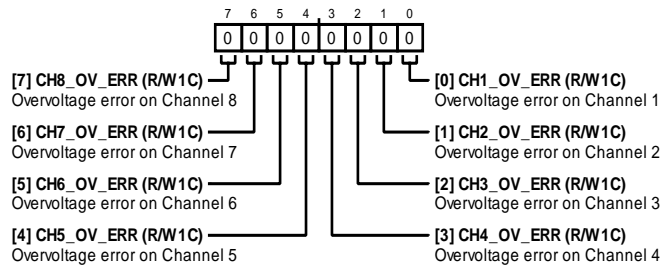 7 6 5 4 3 2 1 0
0 0 0 0 0 0 0 0
[7] CH8_OV_ERR (R/W1C)
Overvoltage error on Channel 8
[6] CH7_OV_ERR (R/W1C)
Overvoltage error on Channel 7
[5] CH6_OV_ERR (R/W1C)
Overvoltage error on Channel 6
[4] CH5_OV_ERR (R/W1C)
Overvoltage error on Channel 5
[0] CH1_OV_ERR (R/W1C)
Overvoltage error on Channel 1
[1] CH2_OV_ERR (R/W1C)
Overvoltage error on Channel 2
[2] CH3_OV_ERR (R/W1C)
Overvoltage error on Channel 3
[3] CH4_OV_ERR (R/W1C)
Overvoltage error on Channel 4